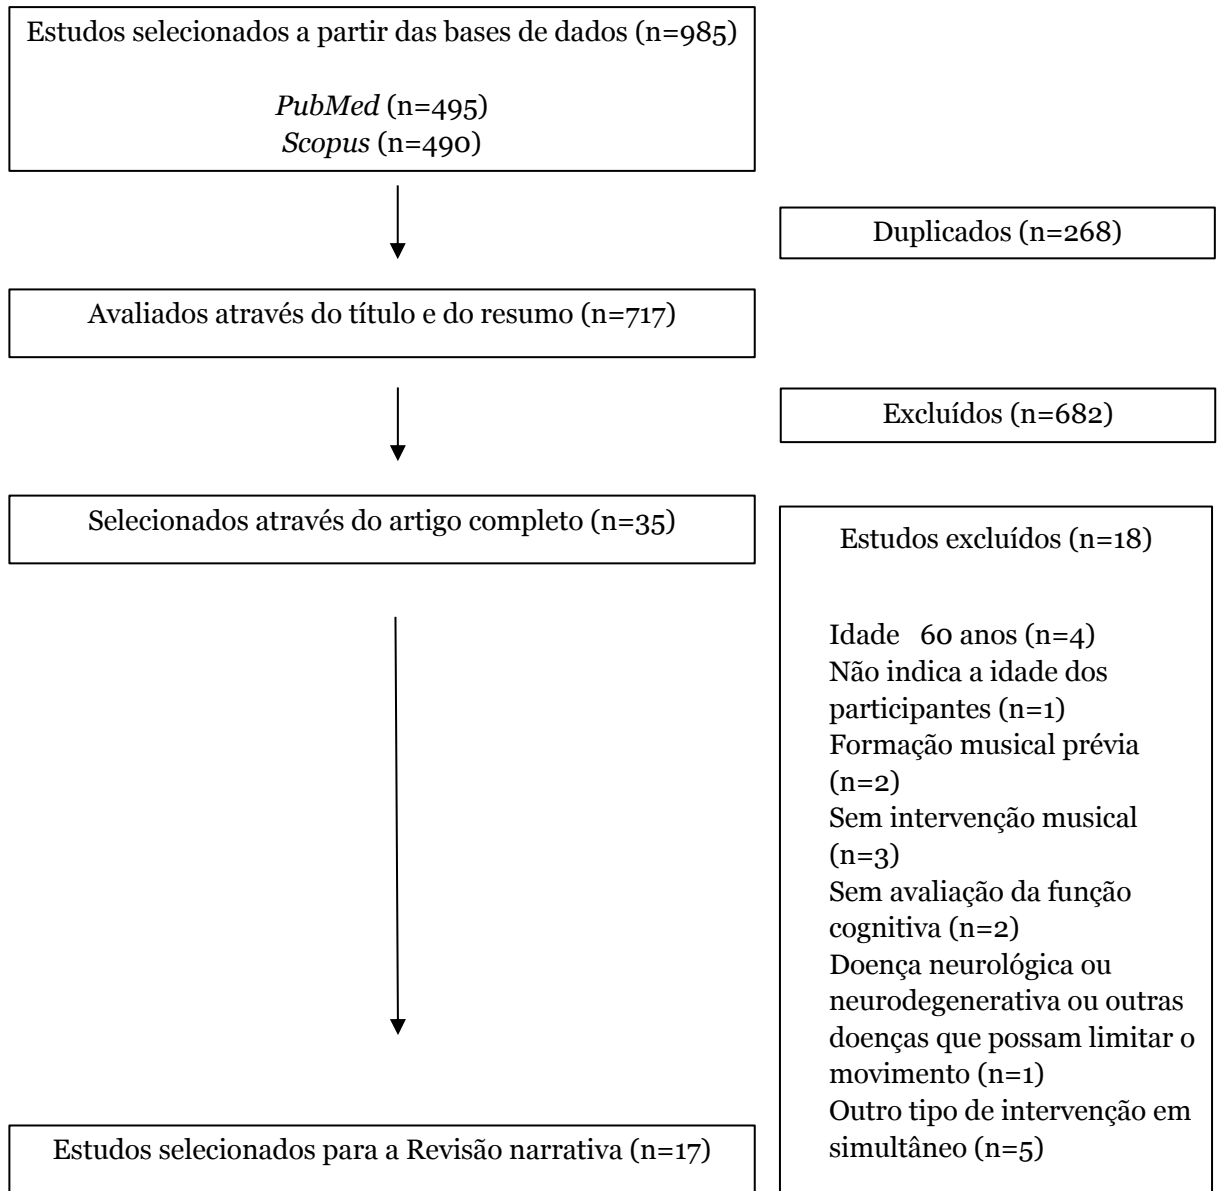 Estudos selecionados a partir das bases de dados (n=985)
PubMed (n=495)
Scopus (n=490)
Duplicados (n=268)
Avaliados através do título e do resumo (n=717)
Excluídos (n=682)
Selecionados através do artigo completo (n=35)
Estudos excluídos (n=18)
Idade 60 anos (n=4)
Não indica a idade dos
participantes (n=1)
Formação musical prévia
(n=2)
Sem intervenção musical
(n=3)
Sem avaliação da função
cognitiva (n=2)
Doença neurológica ou
neurodegenerativa ou outras
doenças que possam limitar o
movimento (n=1)
Outro tipo de intervenção em
simultâneo (n=5)
Estudos selecionados para a Revisão narrativa (n=17)